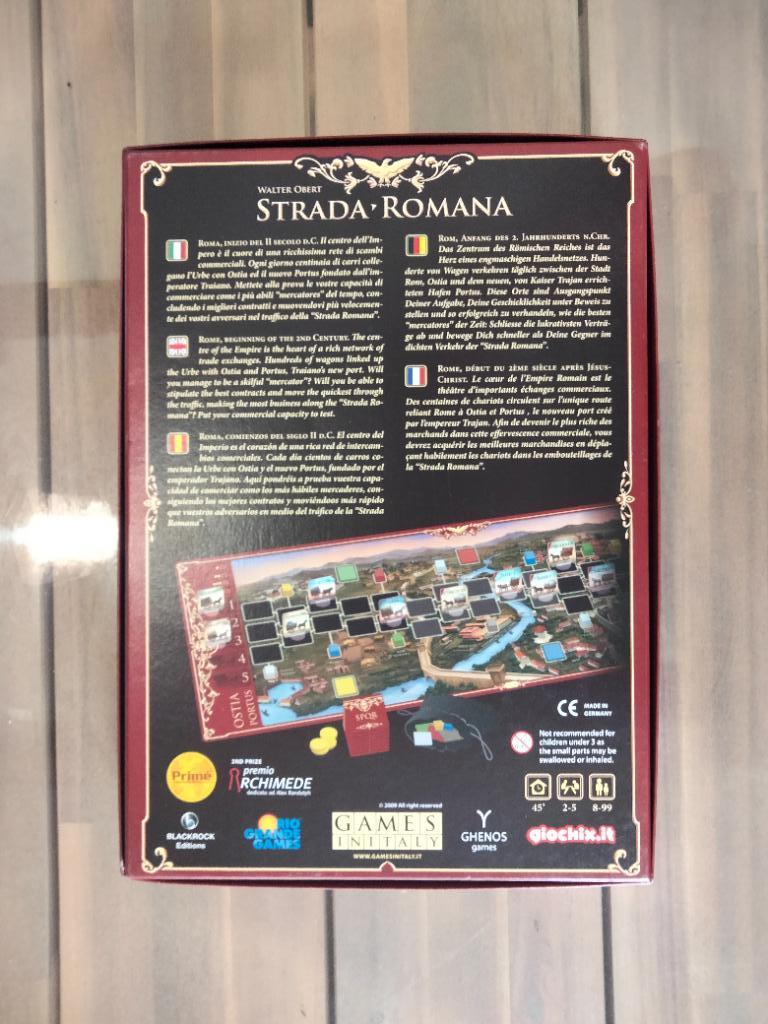 WALTER OBERT
STRADA · ROMANA
ROMA, INIZIO DEL II SECOLO D.C. Il centro dell'Im-
pero è il cuore di una ricchissima rete di scambi
commerciali. Ogni giorno centinaia di carri colle-
gano l'Urbe con Ostia ed il nuovo Portus fondato dall'im-
peratore Traiano. Mettete alla prova le vostre capacità di
commerciare come i più abili "mercatores" del tempo, con-
cludendo i migliori contratti e muovendovi più velocemen-
te dei vostri avversari nel traffico della "Strada Romana".
ROME, BEGINNING OF THE 2ND CENTURY. The cen-
tre of the Empire is the heart of a rich network of
trade exchanges. Hundreds of wagons linked up
the Urbe with Ostia and Portus, Traiano's new port. Will
you manage to be a skilful "mercator"? Will you be able to
stipulate the best contracts and move the quickest through
the traffic, making the most business along the "Strada Ro-
mana"? Put your commercial capacity to test.
ROMA, COMIENZOS DEL SIGLO II D.C. El centro del
Imperio es el corazón de una rica red de intercam-
bios comerciales. Cada día cientos de carros co-
nectan la Urbe con Ostia y el nuevo Portus, fundado por el
emperador Trajano. Aquí pondréis a prueba vuestra capa-
cidad de comerciar como los más hábiles mercaderes, con-
siguiendo los mejores contratos y moviéndoos más rápido
que vuestros adversarios en medio del tráfico de la "Strada
Romana".
ROM, ANFANG DES 2. JAHRHUNDERTS N.CHR.
Das Zentrum des Römischen Reiches ist das
Herz eines engmaschigen Handelsnetzes. Hun-
derte von Wagen verkehren täglich zwischen der Stadt
Rom, Ostia und dem neuen, von Kaiser Trajan errich-
teten Hafen Portus. Diese Orte sind Ausgangspunkt
Deiner Aufgabe, Deine Geschicklichkeit unter Beweis zu
stellen und so erfolgreich zu verhandeln, wie die besten
"mercatores" der Zeit: Schliesse die lukrativsten Verträ-
ge ab und bewege Dich schneller als Deine Gegner im
dichten Verkehr der "Strada Romana".
ROME, DÉBUT DU 2ÈME SIÈCLE APRÈS JÉSUS-
CHRIST. Le cœur de l'Empire Romain est le
théâtre d'importants échanges commerciaux.
Des centaines de chariots circulent sur l'unique route
reliant Rome à Ostia et Portus , le nouveau port créé
par l'empereur Trajan. Afin de devenir le plus riche des
marchands dans cette effervescence commerciale, vous
devrez acquérir les meilleures marchandises en dépla-
çant habilement les chariots dans les embouteillages de
la "Strada Romana".
1
2
3
4
5
OSTIA
PORTUS
SPQR
CE MADE IN
GERMANY
Not recommended for
children under 3 as
the small parts may be
swallowed or inhaled.
Primé
3RD PRIZE
premio
ARCHIMEDE
dedicato ad Alex Randolph
45' 2-5 8-99
BLACKROCK
Editions
RIO
GRANDE
GAMES
© 2009 All right reserved
GAMES
IN ITALY
WWW.GAMESINITALY.IT
GHENOS
games
giochix.it